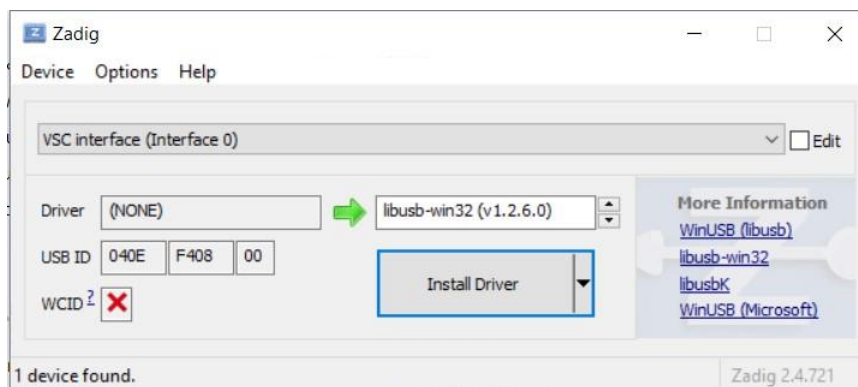 Zadig
Device Options Help
VSC interface (Interface 0)
Edit
Driver (NONE) libusb-win32 (v1.2.6.0)
USB ID 040E F408 00
WCID ?
Install Driver
More Information
WinUSB (libusb)
libusb-win32
libusbK
WinUSB (Microsoft)
1 device found.
Zadig 2.4.721